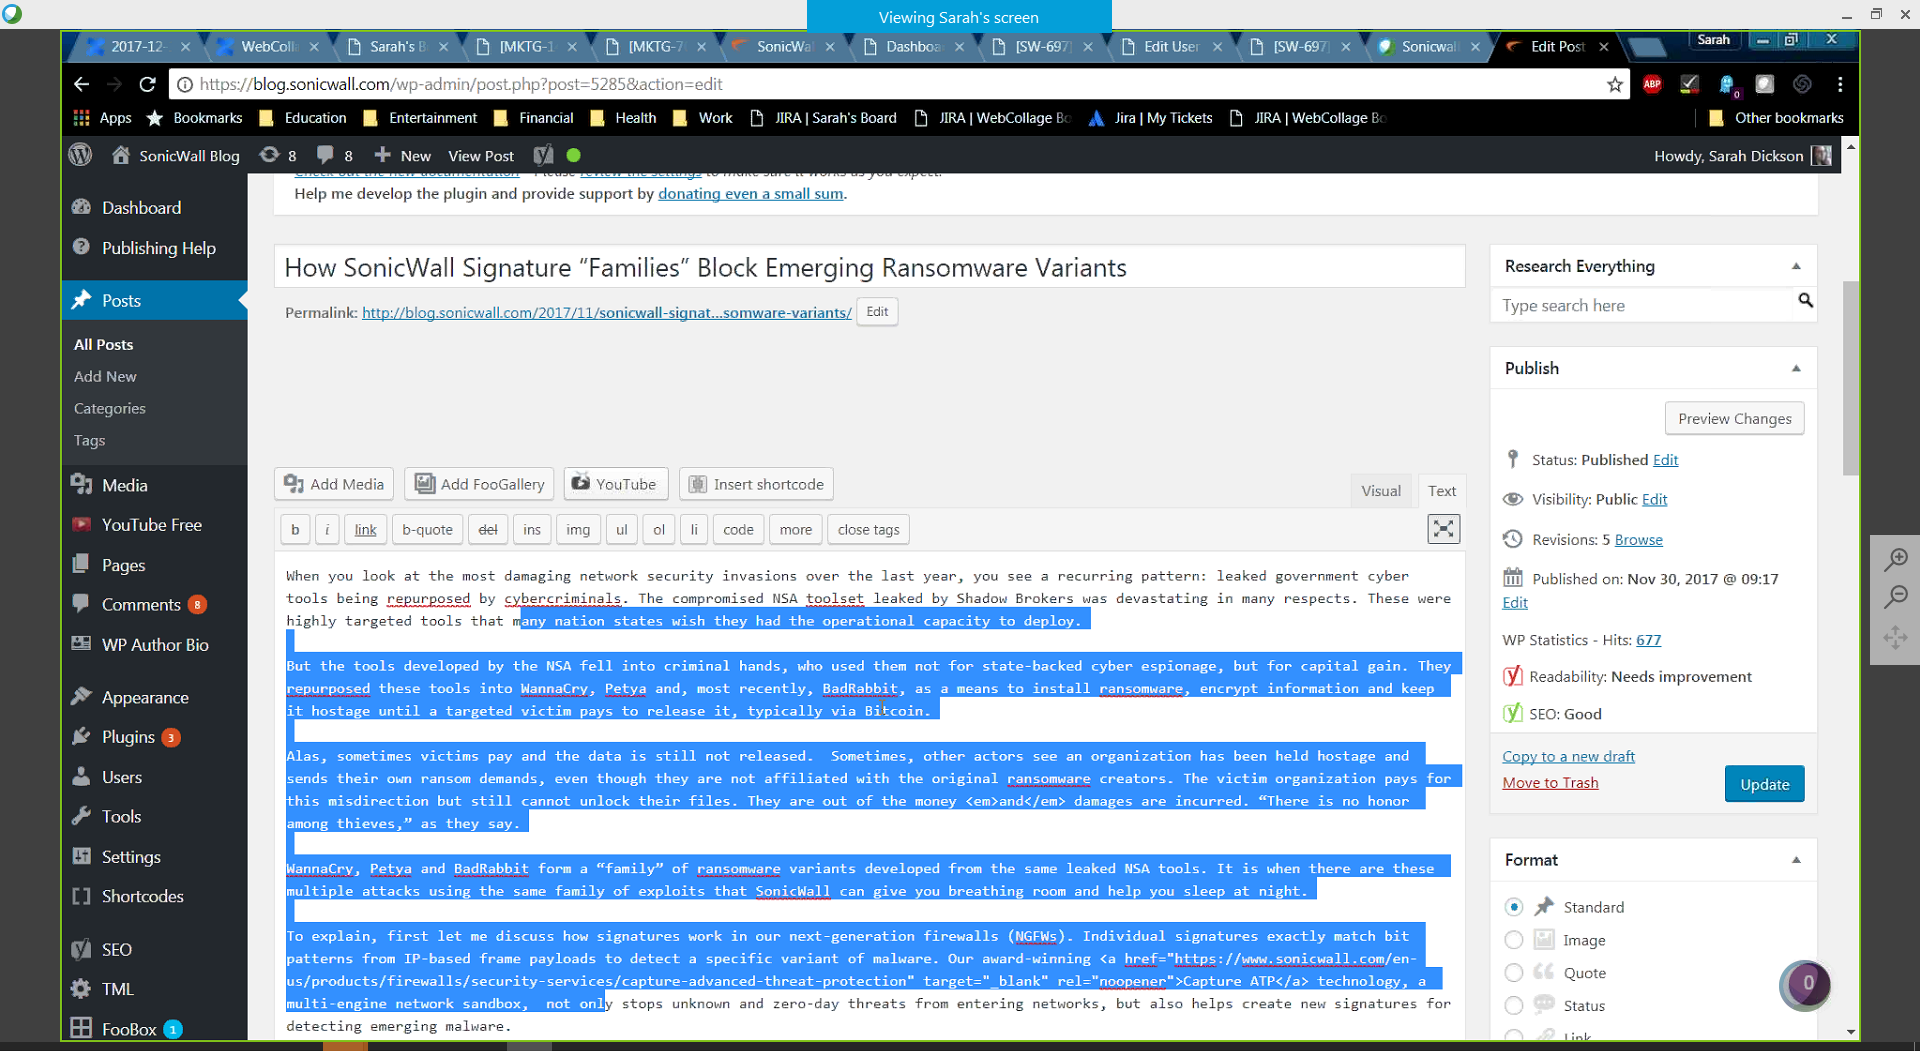 Viewing Sarah's screen
2017-12-
WebColla
Sarah's B
[MKTG-1
[MKTG-7
SonicWa
Dashboa
[SW-697]
Edit User
[SW-697]
Sonicwal
Edit Post
Sarah
https://blog.sonicwall.com/wp-admin/post.php?post=5285&action=edit
ABP
0
Apps
Bookmarks
Education
Entertainment
Financial
Health
Work
JIRA | Sarah's Board
JIRA | WebCollage Bo
Jira | My Tickets
JIRA | WebCollage Bo
Other bookmarks
SonicWall Blog
8
8
New
View Post
Howdy, Sarah Dickson
Check out the new documentation Please review the settings to make sure it works as you expect.
Help me develop the plugin and provide support by donating even a small sum.
Dashboard
Publishing Help
Posts
All Posts
Add New
Categories
Tags
Media
YouTube Free
Pages
Comments 8
WP Author Bio
Appearance
Plugins 3
Users
Tools
Settings
Shortcodes
SEO
TML
FooBox 1
How SonicWall Signature “Families” Block Emerging Ransomware Variants
Permalink: http://blog.sonicwall.com/2017/11/sonicwall-signat...somware-variants/ Edit
Add Media
Add FooGallery
YouTube
Insert shortcode
Visual
Text
b
i
link
b-quote
del
ins
img
ul
ol
li
code
more
close tags
When you look at the most damaging network security invasions over the last year, you see a recurring pattern: leaked government cyber
tools being repurposed by cybercriminals. The compromised NSA toolset leaked by Shadow Brokers was devastating in many respects. These were
highly targeted tools that many nation states wish they had the operational capacity to deploy.
But the tools developed by the NSA fell into criminal hands, who used them not for state-backed cyber espionage, but for capital gain. They
repurposed these tools into WannaCry, Petya and, most recently, BadRabbit, as a means to install ransomware, encrypt information and keep
it hostage until a targeted victim pays to release it, typically via Bitcoin.
Alas, sometimes victims pay and the data is still not released.  Sometimes, other actors see an organization has been held hostage and
sends their own ransom demands, even though they are not affiliated with the original ransomware creators. The victim organization pays for
this misdirection but still cannot unlock their files. They are out of the money <em>and</em> damages are incurred. “There is no honor
among thieves,” as they say.
WannaCry, Petya and BadRabbit form a “family” of ransomware variants developed from the same leaked NSA tools. It is when there are these
multiple attacks using the same family of exploits that SonicWall can give you breathing room and help you sleep at night.
To explain, first let me discuss how signatures work in our next-generation firewalls (NGFWs). Individual signatures exactly match bit
patterns from IP-based frame payloads to detect a specific variant of malware. Our award-winning <a href="https://www.sonicwall.com/en-
us/products/firewalls/security-services/capture-advanced-threat-protection" target="_blank" rel="noopener">Capture ATP</a> technology, a
multi-engine network sandbox,  not only stops unknown and zero-day threats from entering networks, but also helps create new signatures for
detecting emerging malware.
Research Everything
Type search here
Publish
Preview Changes
Status: Published Edit
Visibility: Public Edit
Revisions: 5 Browse
Published on: Nov 30, 2017 @ 09:17
Edit
WP Statistics - Hits: 677
Readability: Needs improvement
SEO: Good
Copy to a new draft
Move to Trash
Update
Format
Standard
Image
Quote
Status
Link
0